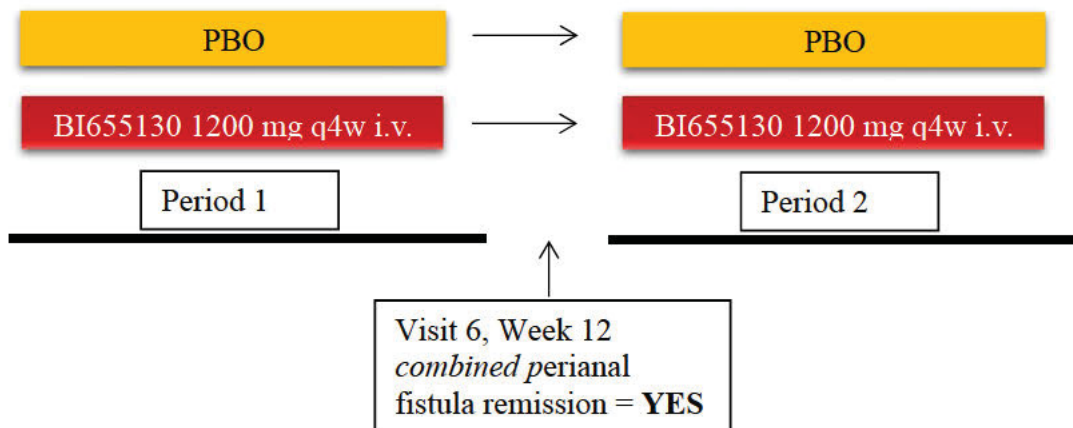 PBO
PBO
BI655130 1200 mg q4w i.v.
BI655130 1200 mg q4w i.v.
Period 1
Period 2
Visit 6, Week 12
combined perianal
fistula remission = YES